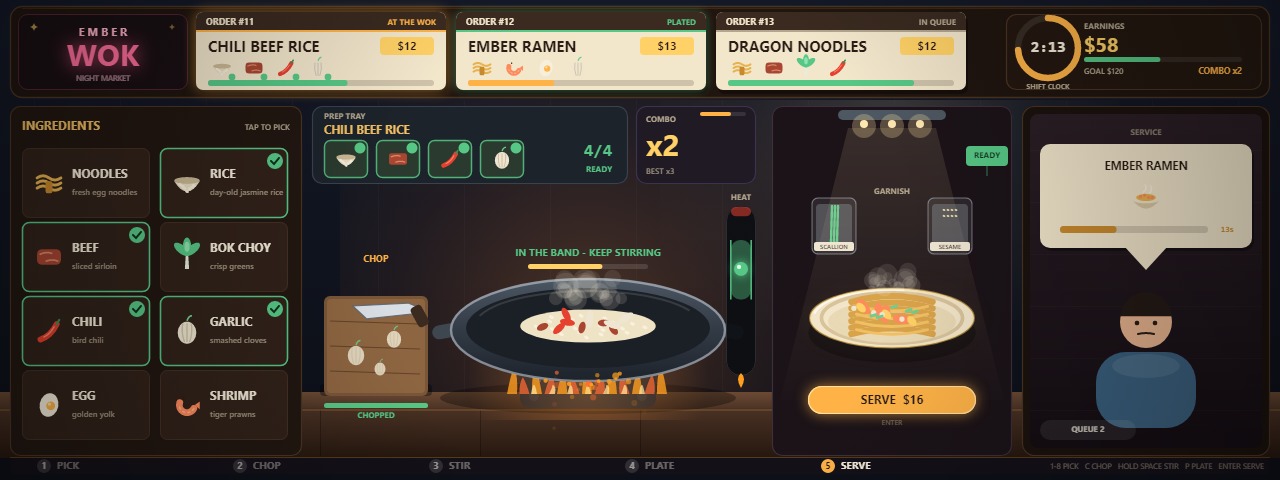 EMBER
WOK
NIGHT MARKET
ORDER #11
AT THE WOK
CHILI BEEF RICE
$12
ORDER #12
PLATED
EMBER RAMEN
$13
ORDER #13
IN QUEUE
DRAGON NOODLES
$12
2:13
SHIFT CLOCK
EARNINGS
$58
GOAL $120
COMBO x2
INGREDIENTS
TAP TO PICK
NOODLES
fresh egg noodles
RICE
day-old jasmine rice
BEEF
sliced sirloin
BOK CHOY
crisp greens
CHILI
bird chili
GARLIC
smashed cloves
EGG
golden yolk
SHRIMP
tiger prawns
PREP TRAY
CHILI BEEF RICE
4/4
READY
COMBO
x2
BEST x3
HEAT
CHOP
IN THE BAND - KEEP STIRRING
CHOPPED
READY
GARNISH
SCALLION
SESAME
SERVE $16
ENTER
SERVICE
EMBER RAMEN
13s
QUEUE 2
1 PICK
2 CHOP
3 STIR
4 PLATE
5 SERVE
1-8 PICK C CHOP HOLD SPACE STIR P PLATE ENTER SERVE